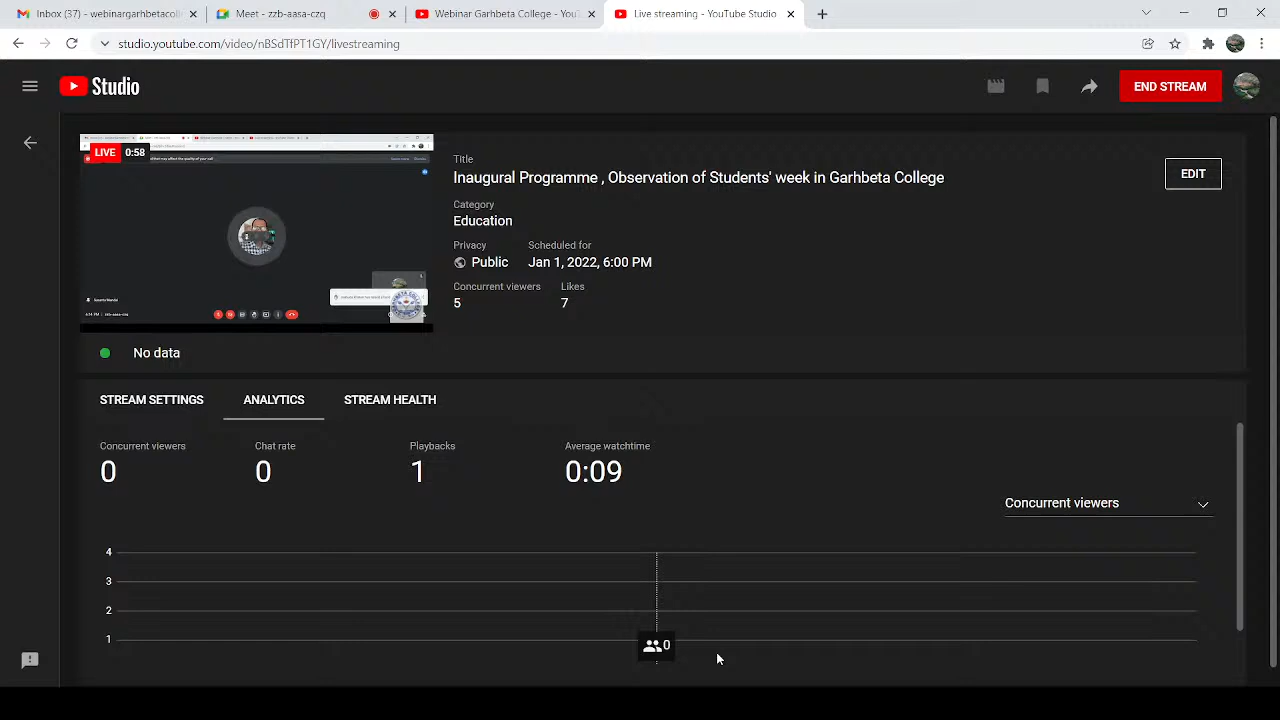 Inbox (37) - webinargarhbetacoll
Meet - zzb-aasa-czq
Webinar Garhbeta College - YouT
Live streaming - YouTube Studio
studio.youtube.com/video/nBSdTfPT1GY/livestreaming
Studio
END STREAM
LIVE 0:58
Title
Inaugural Programme , Observation of Students' week in Garhbeta College
EDIT
Category
Education
Privacy
Public
Scheduled for
Jan 1, 2022, 6:00 PM
Concurrent viewers
5
Likes
7
No data
STREAM SETTINGS
ANALYTICS
STREAM HEALTH
Concurrent viewers
0
Chat rate
0
Playbacks
1
Average watchtime
0:09
Concurrent viewers
4
3
2
1
0